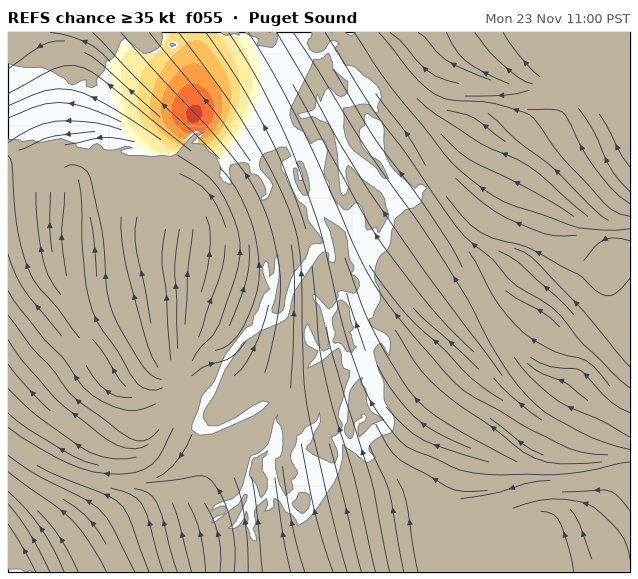 REFS chance ≥35 kt f055 · Puget Sound
Mon 23 Nov 11:00 PST